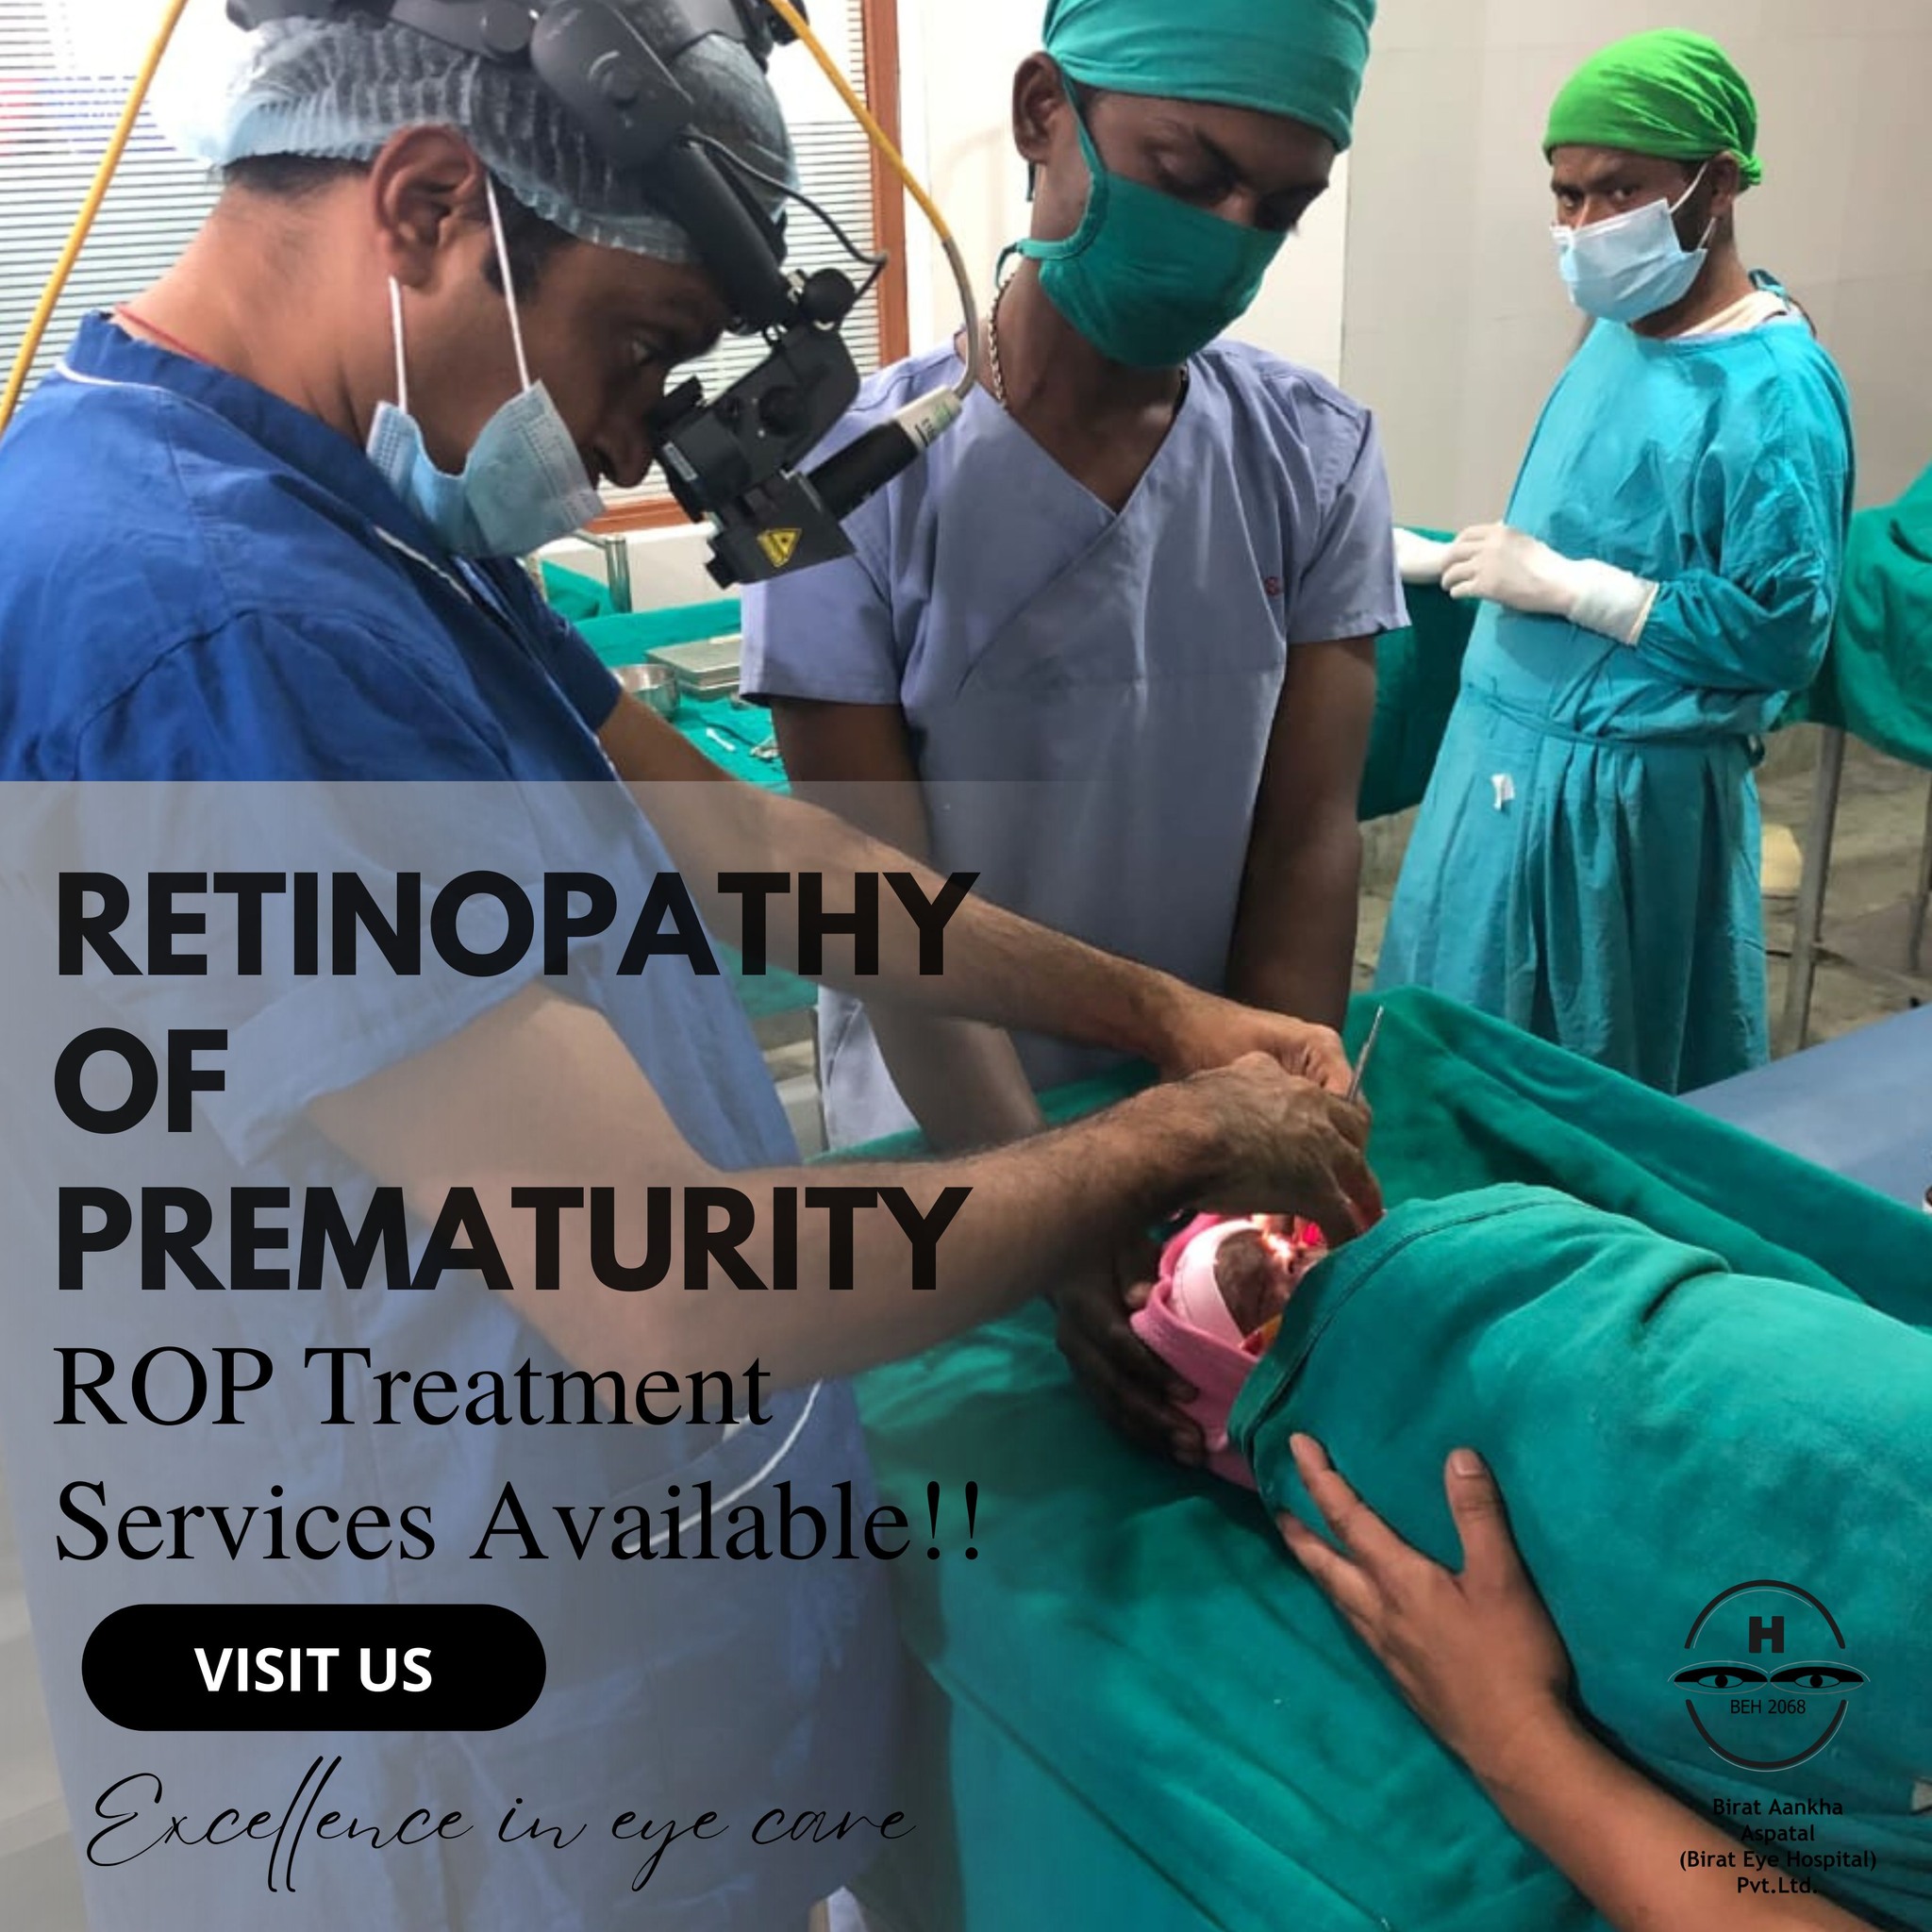 RETINOPATHY
OF
PREMATURITY
ROP Treatment
Services Available!!
VISIT US
Excellence in eye care
H
BEH 2068
Birat Aankha
Aspatal
(Birat Eye Hospital)
Pvt.Ltd.